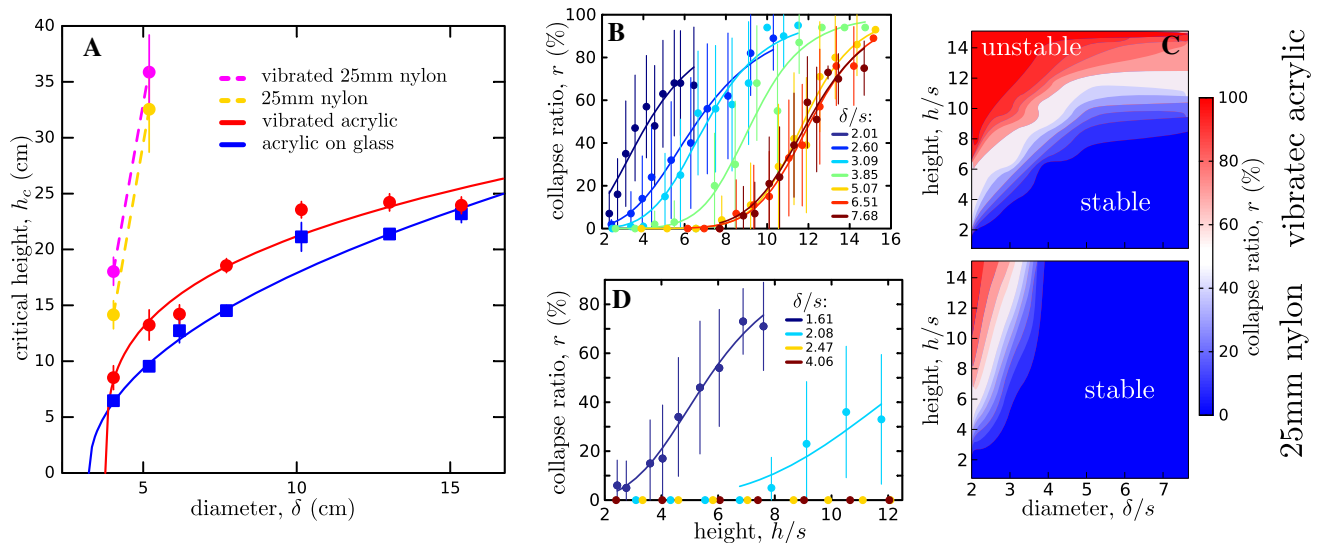 A
critical height, h_c (cm)
40
35
30
25
20
15
10
5
0
vibrated 25mm nylon
25mm nylon
vibrated acrylic
acrylic on glass
5
10
15
diameter, δ (cm)
B
collapse ratio, r (%)
100
80
60
40
20
0
δ/s:
2.01
2.60
3.09
3.85
5.07
6.51
7.68
2 4 6 8 10 12 14 16
D
collapse ratio, r (%)
80
60
40
20
0
δ/s:
1.61
2.08
2.47
4.06
2 4 6 8 10 12
height, h/s
C
unstable
stable
height, h/s
14
12
10
8
6
4
2
stable
height, h/s
14
12
10
8
6
4
2
2 3 4 5 6 7
diameter, δ/s
100
80
60
40
20
0
collapse ratio, r (%)
vibratec acrylic
25mm nylon